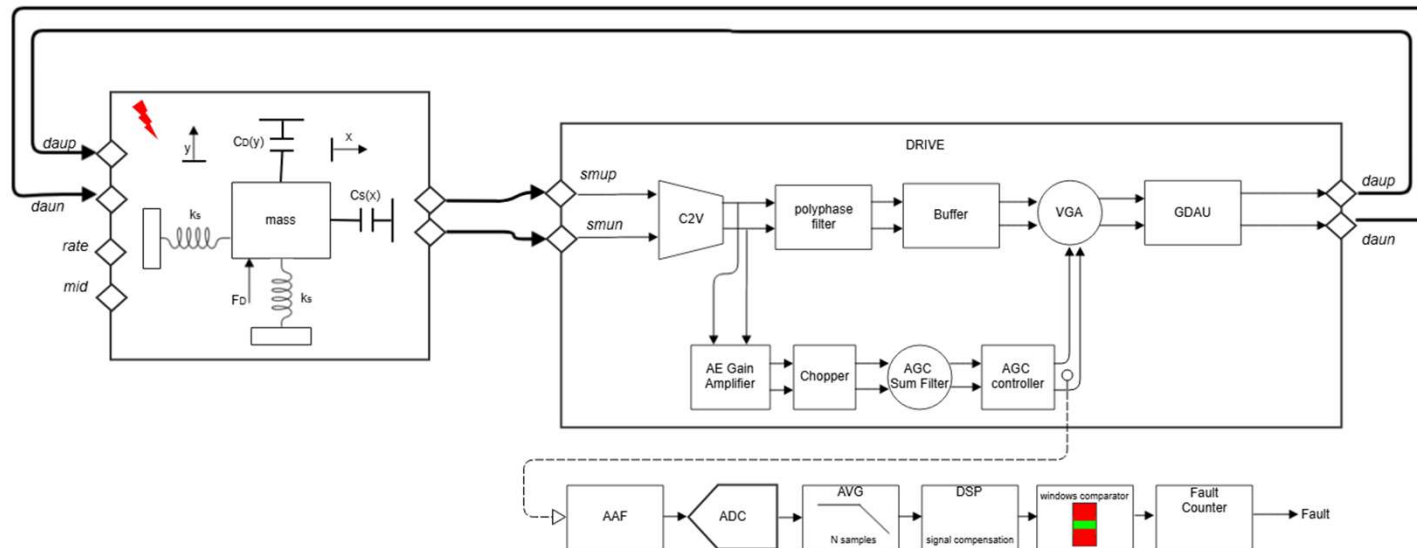 daup
daun
rate
mid
y
CD(y)
x
Cs(x)
mass
ks
FD
ks
DRIVE
smup
smun
C2V
polyphase
filter
Buffer
VGA
GDAU
daup
daun
AE Gain
Amplifier
Chopper
AGC
Sum Filter
AGC
controller
AAF
ADC
AVG
N samples
DSP
signal compensation
windows comparator
Fault
Counter
Fault